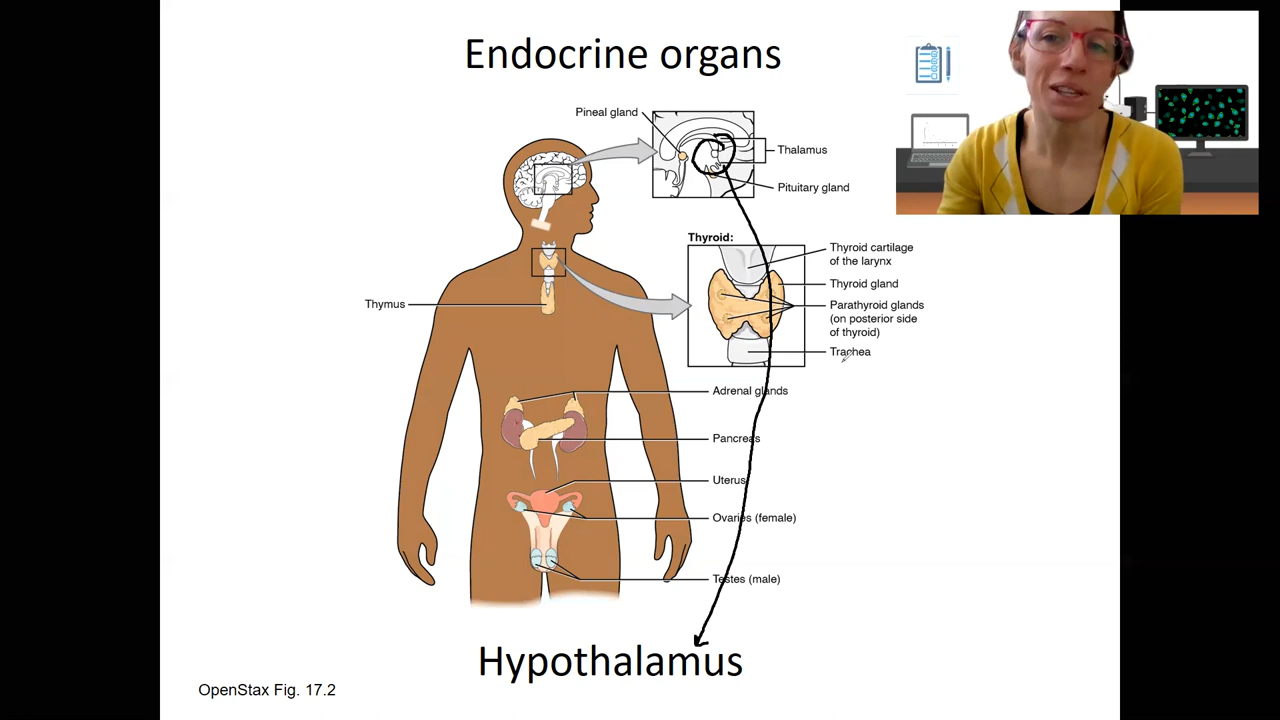 Endocrine organs
Pineal gland
Thalamus
Pituitary gland
Thyroid:
Thyroid cartilage
of the larynx
Thyroid gland
Parathyroid glands
(on posterior side
of thyroid)
Trachea
Thymus
Adrenal glands
Pancreas
Uterus
Ovaries (female)
Testes (male)
Hypothalamus
OpenStax Fig. 17.2